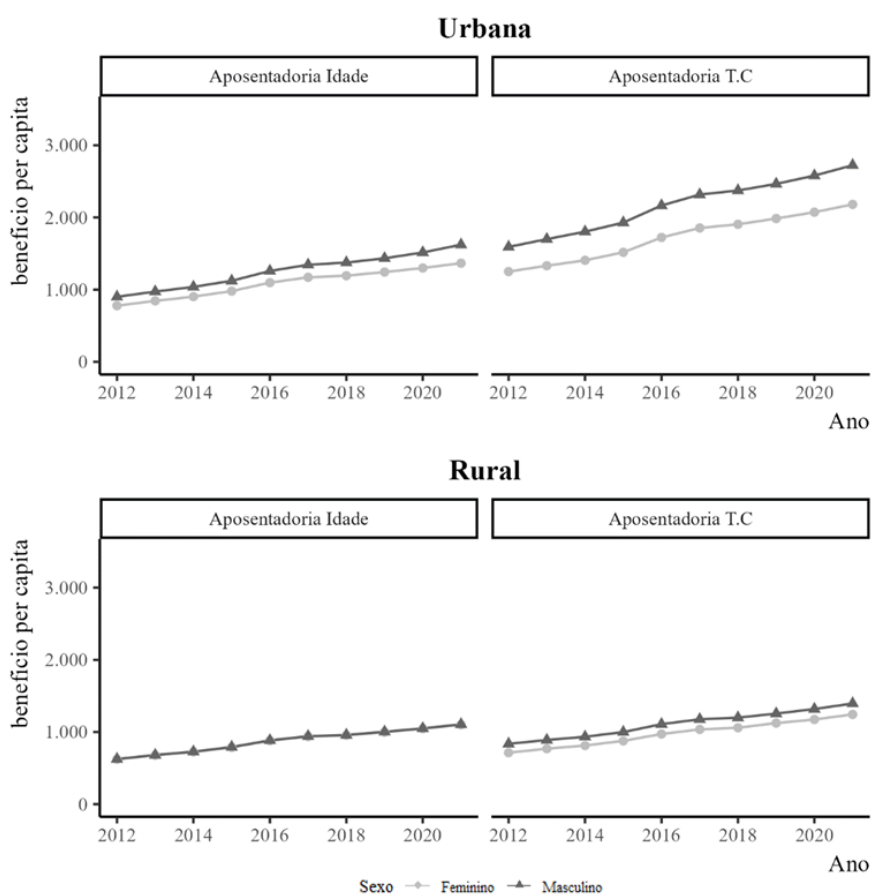 Urbana
Aposentadoria Idade
Aposentadoria T.C
beneficio per capita
3.000
2.000
1.000
0
2012 2014 2016 2018 2020
2012 2014 2016 2018 2020
Ano
Rural
Aposentadoria Idade
Aposentadoria T.C
beneficio per capita
3.000
2.000
1.000
0
2012 2014 2016 2018 2020
2012 2014 2016 2018 2020
Ano
Sexo Feminino Masculino